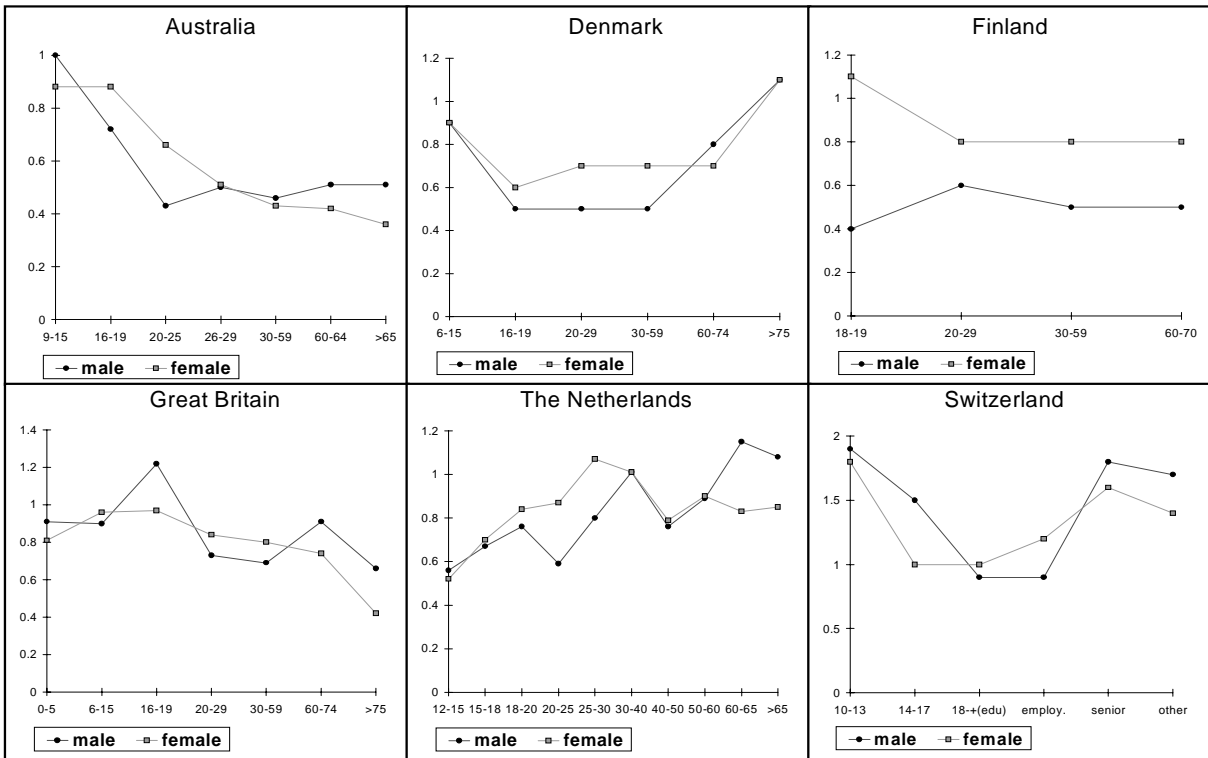 Australia
1
0.8
0.6
0.4
0.2
0
9-15 16-19 20-25 26-29 30-59 60-64 >65
male female
Denmark
1.2
1
0.8
0.6
0.4
0.2
0
6-15 16-19 20-29 30-59 60-74 >75
male female
Finland
1.2
1
0.8
0.6
0.4
0.2
0
18-19 20-29 30-59 60-70
male female
Great Britain
1.4
1.2
1
0.8
0.6
0.4
0.2
0
0-5 6-15 16-19 20-29 30-59 60-74 >75
male female
The Netherlands
1.2
1
0.8
0.6
0.4
0.2
0
12-15 15-18 18-20 20-25 25-30 30-40 40-50 50-60 60-65 >65
male female
Switzerland
2
1.5
1
0.5
0
10-13 14-17 18-+(edu) employ. senior other
male female